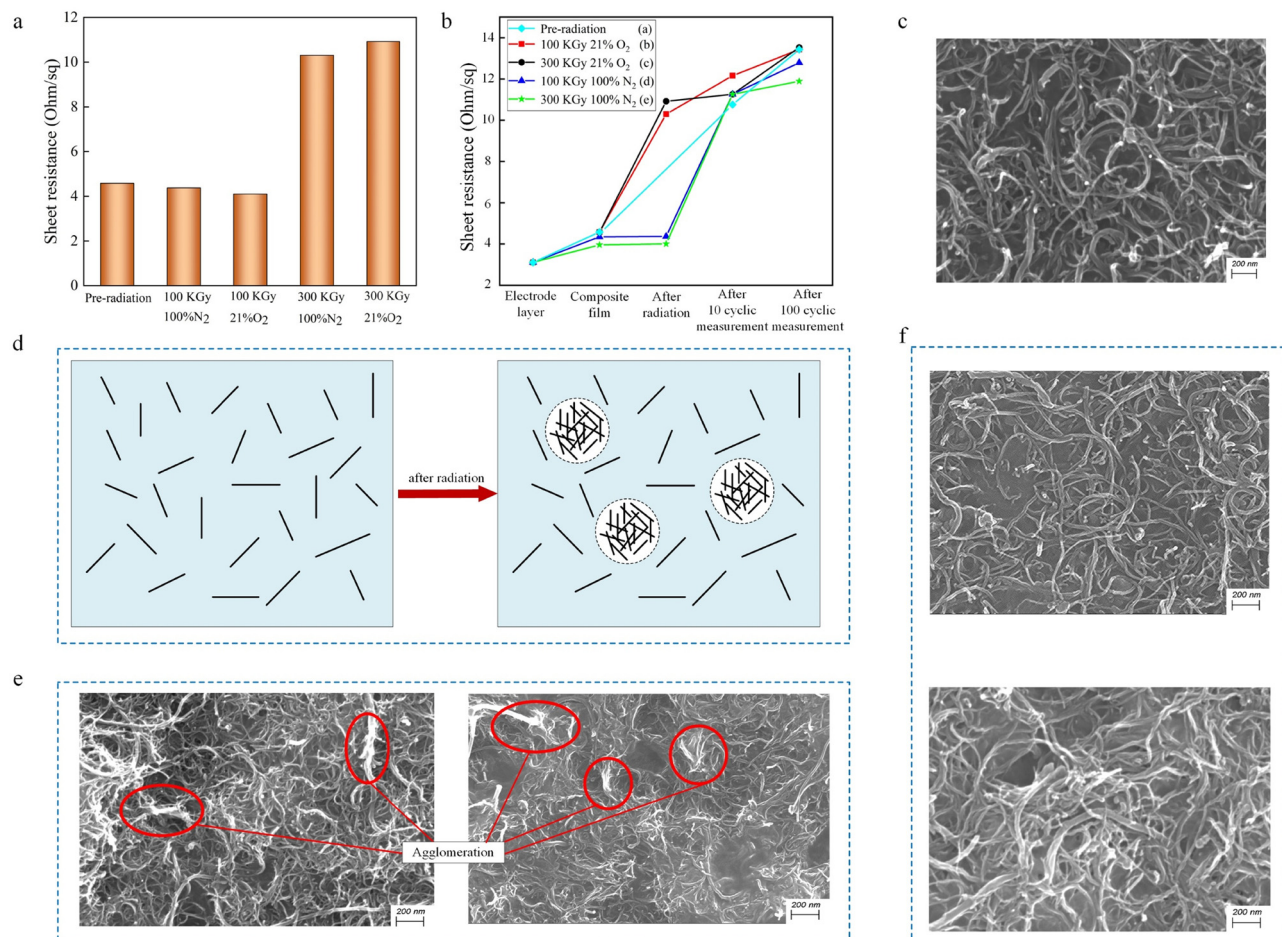 a
Sheet resistance (Ohm/sq)
12
10
8
6
4
2
0
Pre-radiation
100 KGy
100%N2
100 KGy
21%O2
300 KGy
100%N2
300 KGy
21%O2
b
Sheet resistance (Ohm/sq)
14
12
10
8
6
4
2
Pre-radiation (a)
100 KGy 21% O2 (b)
300 KGy 21% O2 (c)
100 KGy 100% N2 (d)
300 KGy 100% N2 (e)
Electrode
layer
Composite
film
After
radiation
After
10 cyclic
measurement
After
100 cyclic
measurement
c
200 nm
d
after radiation
e
Agglomeration
200 nm
200 nm
f
200 nm
200 nm